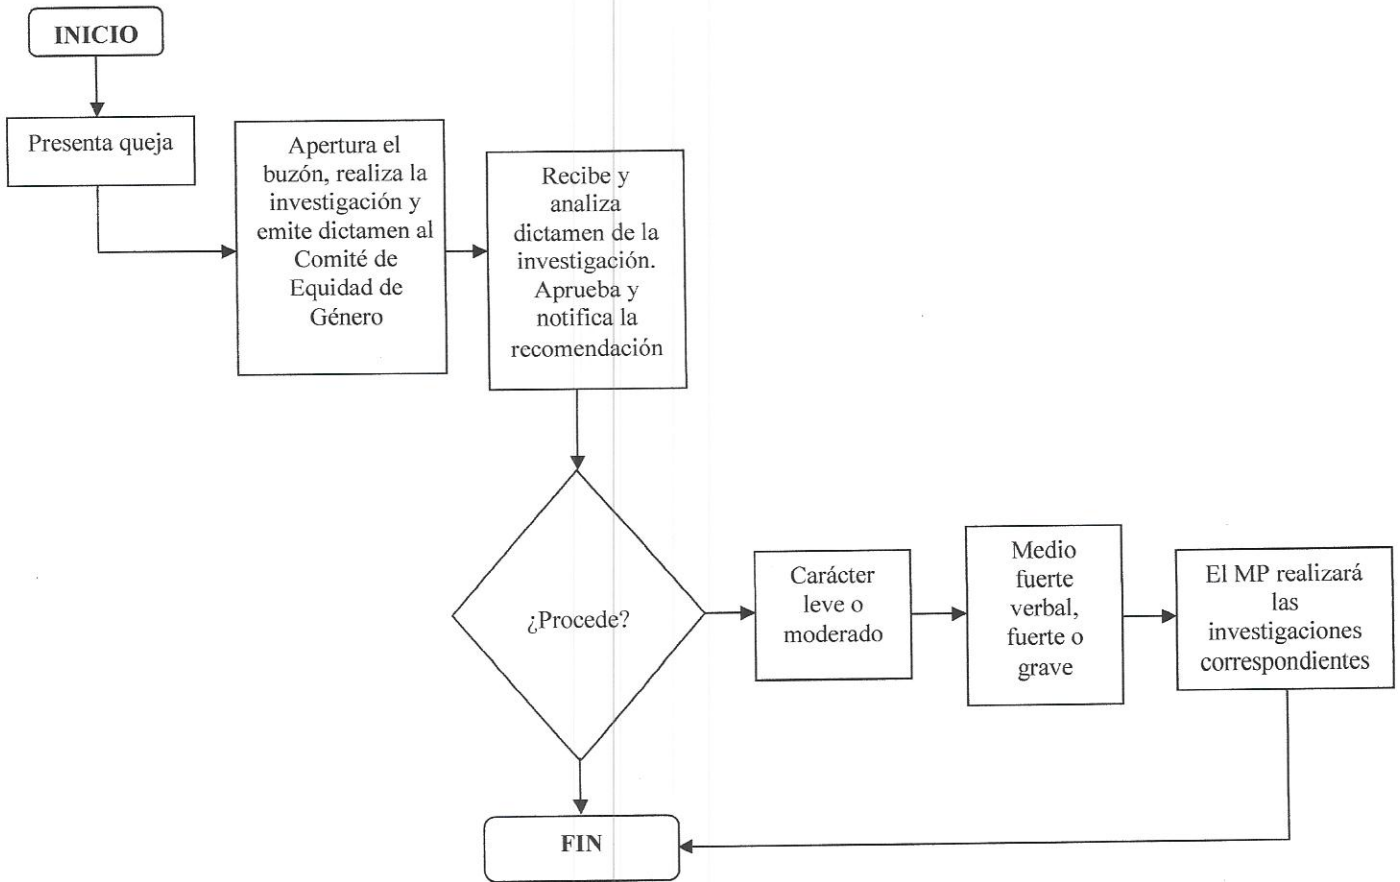 INICIO
Presenta queja
Apertura el
buzón, realiza la
investigación y
emite dictamen al
Comité de
Equidad de
Género
Recibe y
analiza
dictamen de la
investigación.
Aprueba y
notifica la
recomendación
¿Procede?
Carácter
leve o
moderado
Medio
fuerte
verbal,
fuerte o
grave
El MP realizará
las
investigaciones
correspondientes
FIN